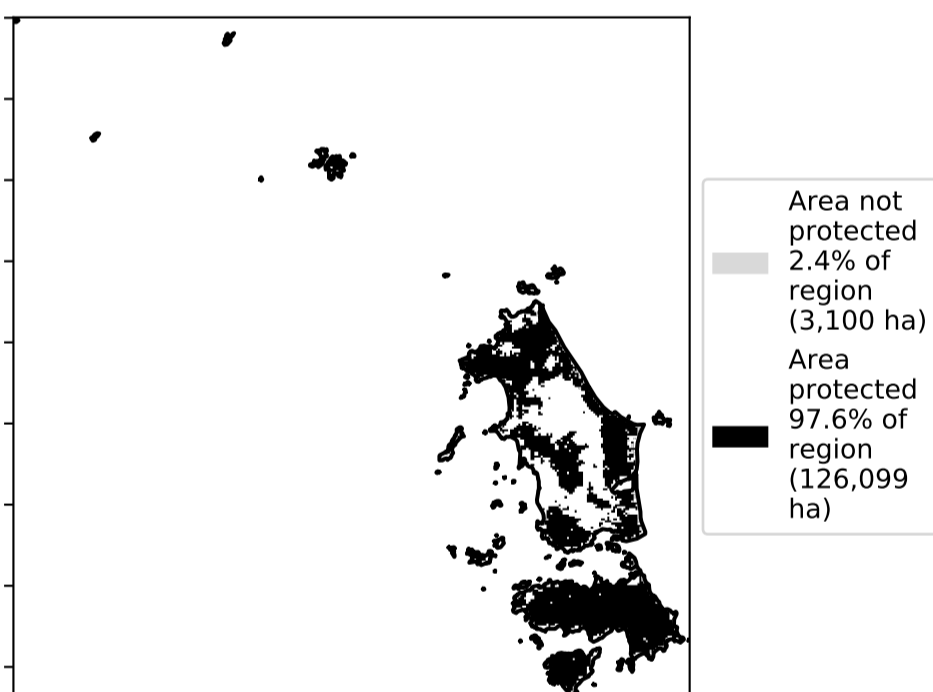 Area not
protected
2.4% of
region
(3,100 ha)
Area
protected
97.6% of
region
(126,099
ha)